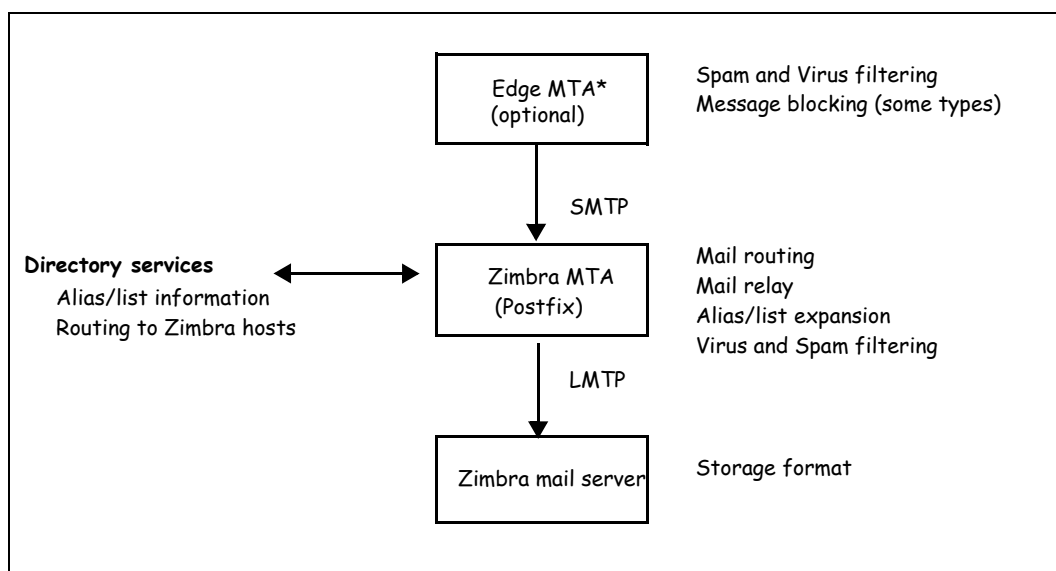 Edge MTA*
(optional)
Spam and Virus filtering
Message blocking (some types)
SMTP
Directory services
Alias/list information
Routing to Zimbra hosts
Zimbra MTA
(Postfix)
Mail routing
Mail relay
Alias/list expansion
Virus and Spam filtering
LMTP
Zimbra mail server
Storage format